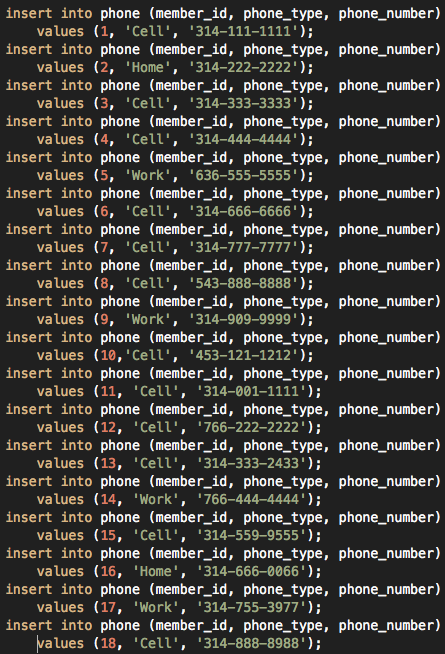 insert into phone (member_id, phone_type, phone_number)
values (1, 'Cell', '314-111-1111');
insert into phone (member_id, phone_type, phone_number)
values (2, 'Home', '314-222-2222');
insert into phone (member_id, phone_type, phone_number)
values (3, 'Cell', '314-333-3333');
insert into phone (member_id, phone_type, phone_number)
values (4, 'Cell', '314-444-4444');
insert into phone (member_id, phone_type, phone_number)
values (5, 'Work', '636-555-5555');
insert into phone (member_id, phone_type, phone_number)
values (6, 'Cell', '314-666-6666');
insert into phone (member_id, phone_type, phone_number)
values (7, 'Cell', '314-777-7777');
insert into phone (member_id, phone_type, phone_number)
values (8, 'Cell', '543-888-8888');
insert into phone (member_id, phone_type, phone_number)
values (9, 'Work', '314-909-9999');
insert into phone (member_id, phone_type, phone_number)
values (10,'Cell', '453-121-1212');
insert into phone (member_id, phone_type, phone_number)
values (11, 'Cell', '314-001-1111');
insert into phone (member_id, phone_type, phone_number)
values (12, 'Cell', '766-222-2222');
insert into phone (member_id, phone_type, phone_number)
values (13, 'Cell', '314-333-2433');
insert into phone (member_id, phone_type, phone_number)
values (14, 'Work', '766-444-4444');
insert into phone (member_id, phone_type, phone_number)
values (15, 'Cell', '314-559-9555');
insert into phone (member_id, phone_type, phone_number)
values (16, 'Home', '314-666-0066');
insert into phone (member_id, phone_type, phone_number)
values (17, 'Work', '314-755-3977');
insert into phone (member_id, phone_type, phone_number)
values (18, 'Cell', '314-888-8988');